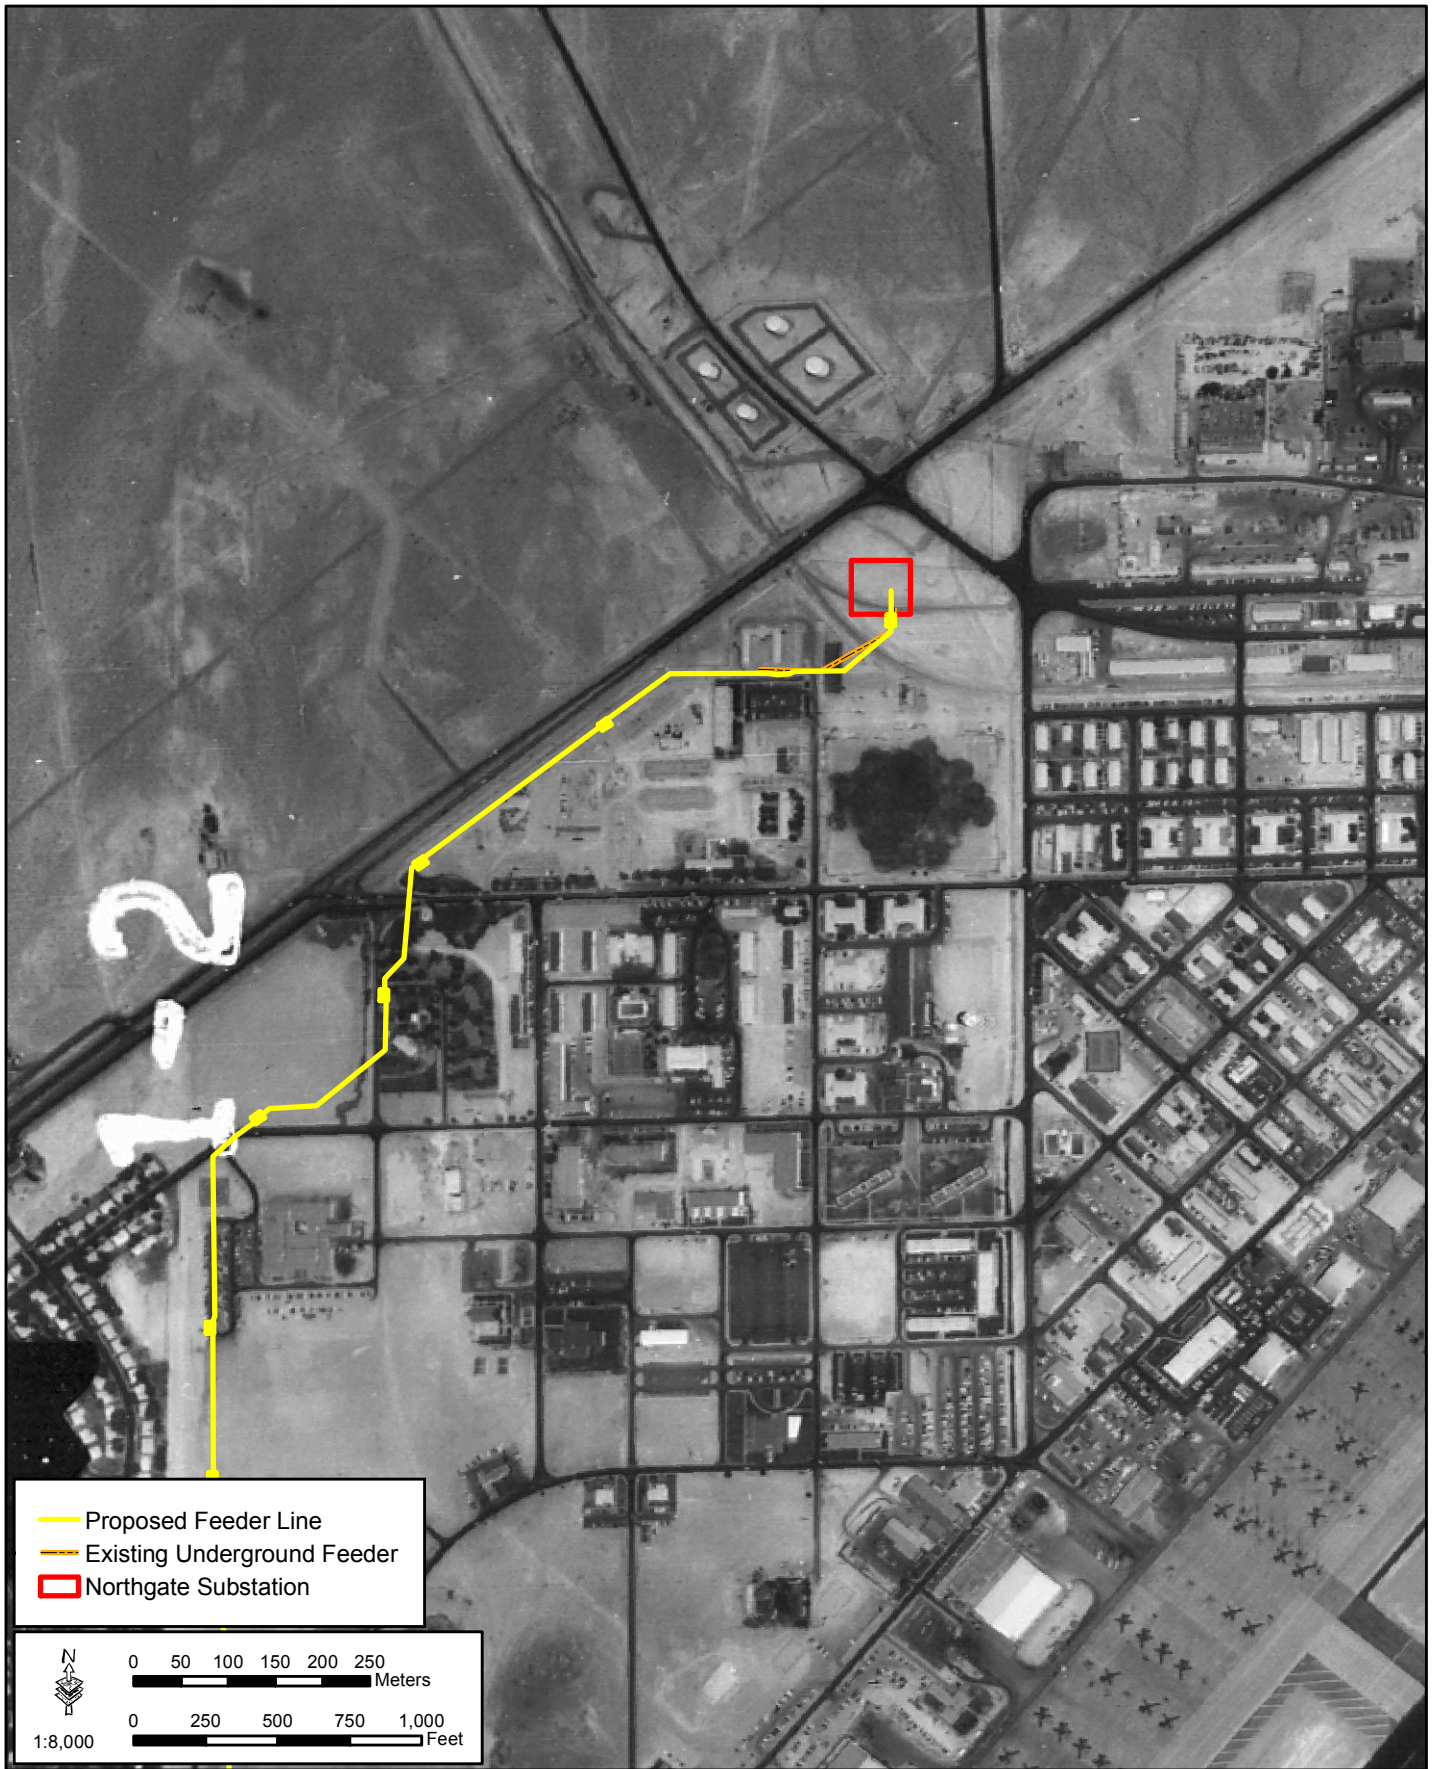 1-2
Proposed Feeder Line
Existing Underground Feeder
Northgate Substation
N
0 50 100 150 200 250
Meters
0 250 500 750 1,000
Feet
1:8,000